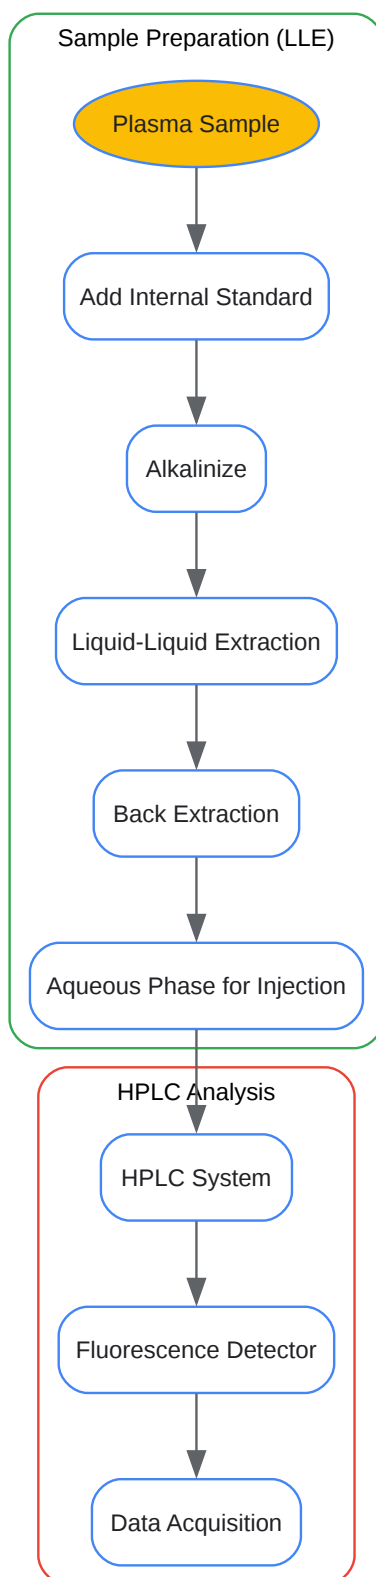 Sample Preparation (LLE)
Plasma Sample
Add Internal Standard
Alkalinize
Liquid-Liquid Extraction
Back Extraction
Aqueous Phase for Injection
HPLC Analysis
HPLC System
Fluorescence Detector
Data Acquisition